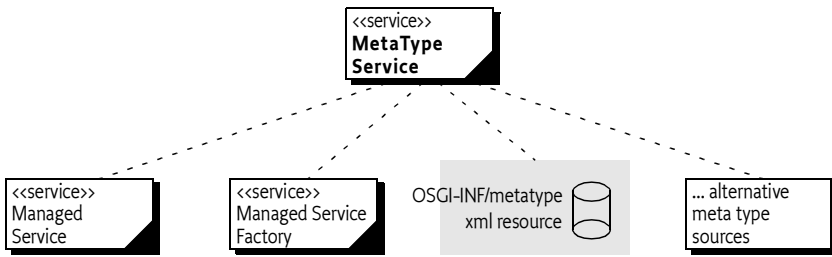 <<service>>
MetaType
Service
<<service>>
Managed
Service
<<service>>
Managed Service
Factory
OSGI-INF/metatype
xml resource
... alternative
meta type
sources